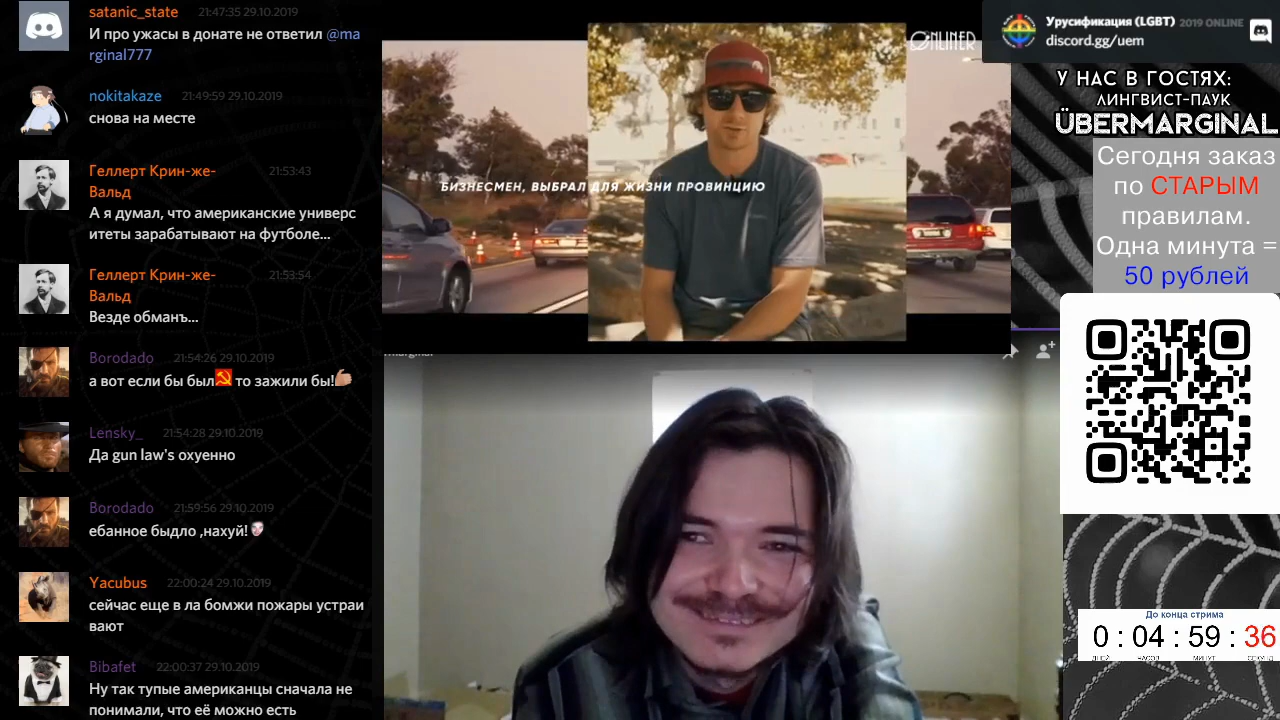 satanic_state 21:47:35 29.10.2019
И про ужасы в донате не ответил @ma
rginal777
nokitakaze 21:49:59 29.10.2019
снова на месте
Геллерт Крин-же-
Вальд 21:53:43
А я думал, что американские универс
итеты зарабатывают на футболе...
Геллерт Крин-же-
Вальд 21:53:54
Везде обманъ...
Borodado 21:54:26 29.10.2019
а вот если бы был то зажили бы!
Lensky_ 21:54:28 29.10.2019
Да gun law's охуенно
Borodado 21:59:56 29.10.2019
ебанное быдло ,нахуй!
Yacubus 22:00:24 29.10.2019
сейчас еще в ла бомжи пожары устраи
вают
Bibafet 22:00:37 29.10.2019
Ну так тупые американцы сначала не
понимали, что её можно есть
ONLINER
БИЗНЕСМЕН, ВЫБРАЛ ДЛЯ ЖИЗНИ ПРОВИНЦИЮ
Урусификация (LGBT) 2019 ONLINE
discord.gg/uem
У НАС В ГОСТЯХ:
ЛИНГВИСТ-ПАУК
ÜBERMARGINAL
Сегодня заказ
по СТАРЫМ
правилам.
Одна минута =
50 рублей
До конца стрима
0 : 04 : 59 : 36